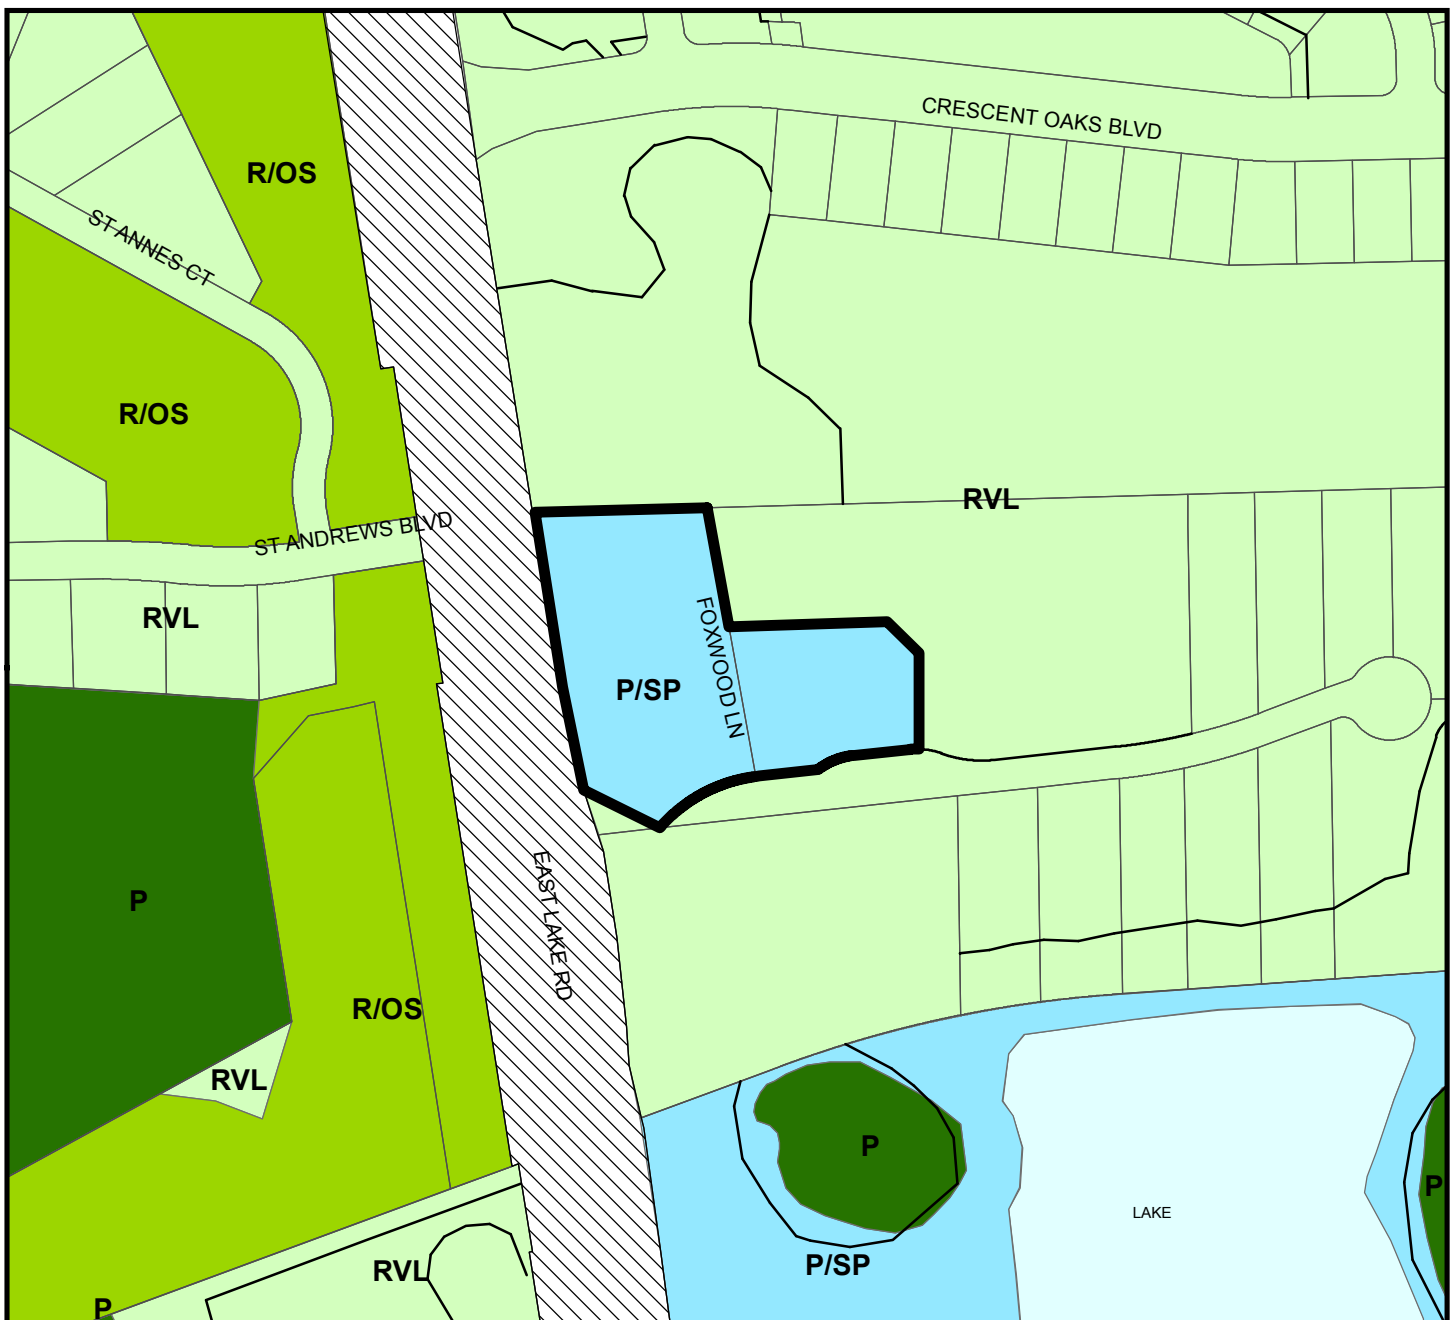 CRESCENT OAKS BLVD
R/OS
ST ANNES CT
R/OS
RVL
ST ANDREWS BLVD
RVL
FOXWOOD LN
P/SP
EAST LAKE RD
P
R/OS
RVL
P
P
LAKE
P/SP
RVL
P